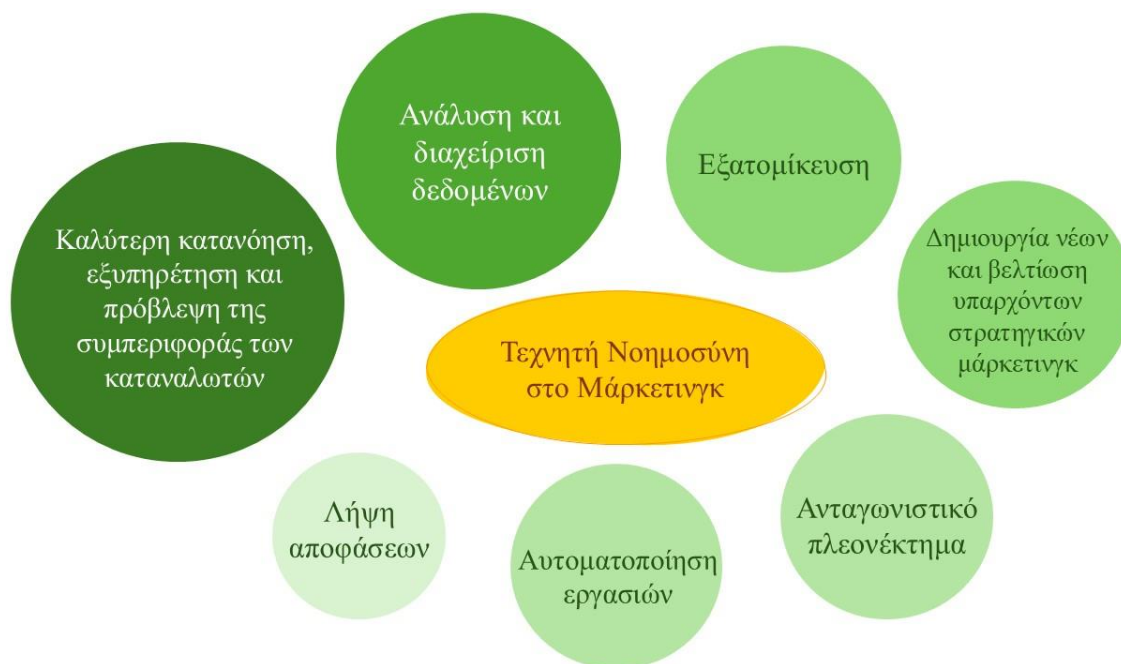 Ανάλυση και
διαχείριση
δεδομένων
Εξατομίκευση
Καλύτερη κατανόηση,
εξυπηρέτηση και
πρόβλεψη της
συμπεριφοράς των
καταναλωτών
Δημιουργία νέων
και βελτίωση
υπαρχόντων
στρατηγικών
μάρκετινγκ
Τεχνητή Νοημοσύνη
στο Μάρκετινγκ
Λήψη
αποφάσεων
Αυτοματοποίηση
εργασιών
Ανταγωνιστικό
πλεονέκτημα